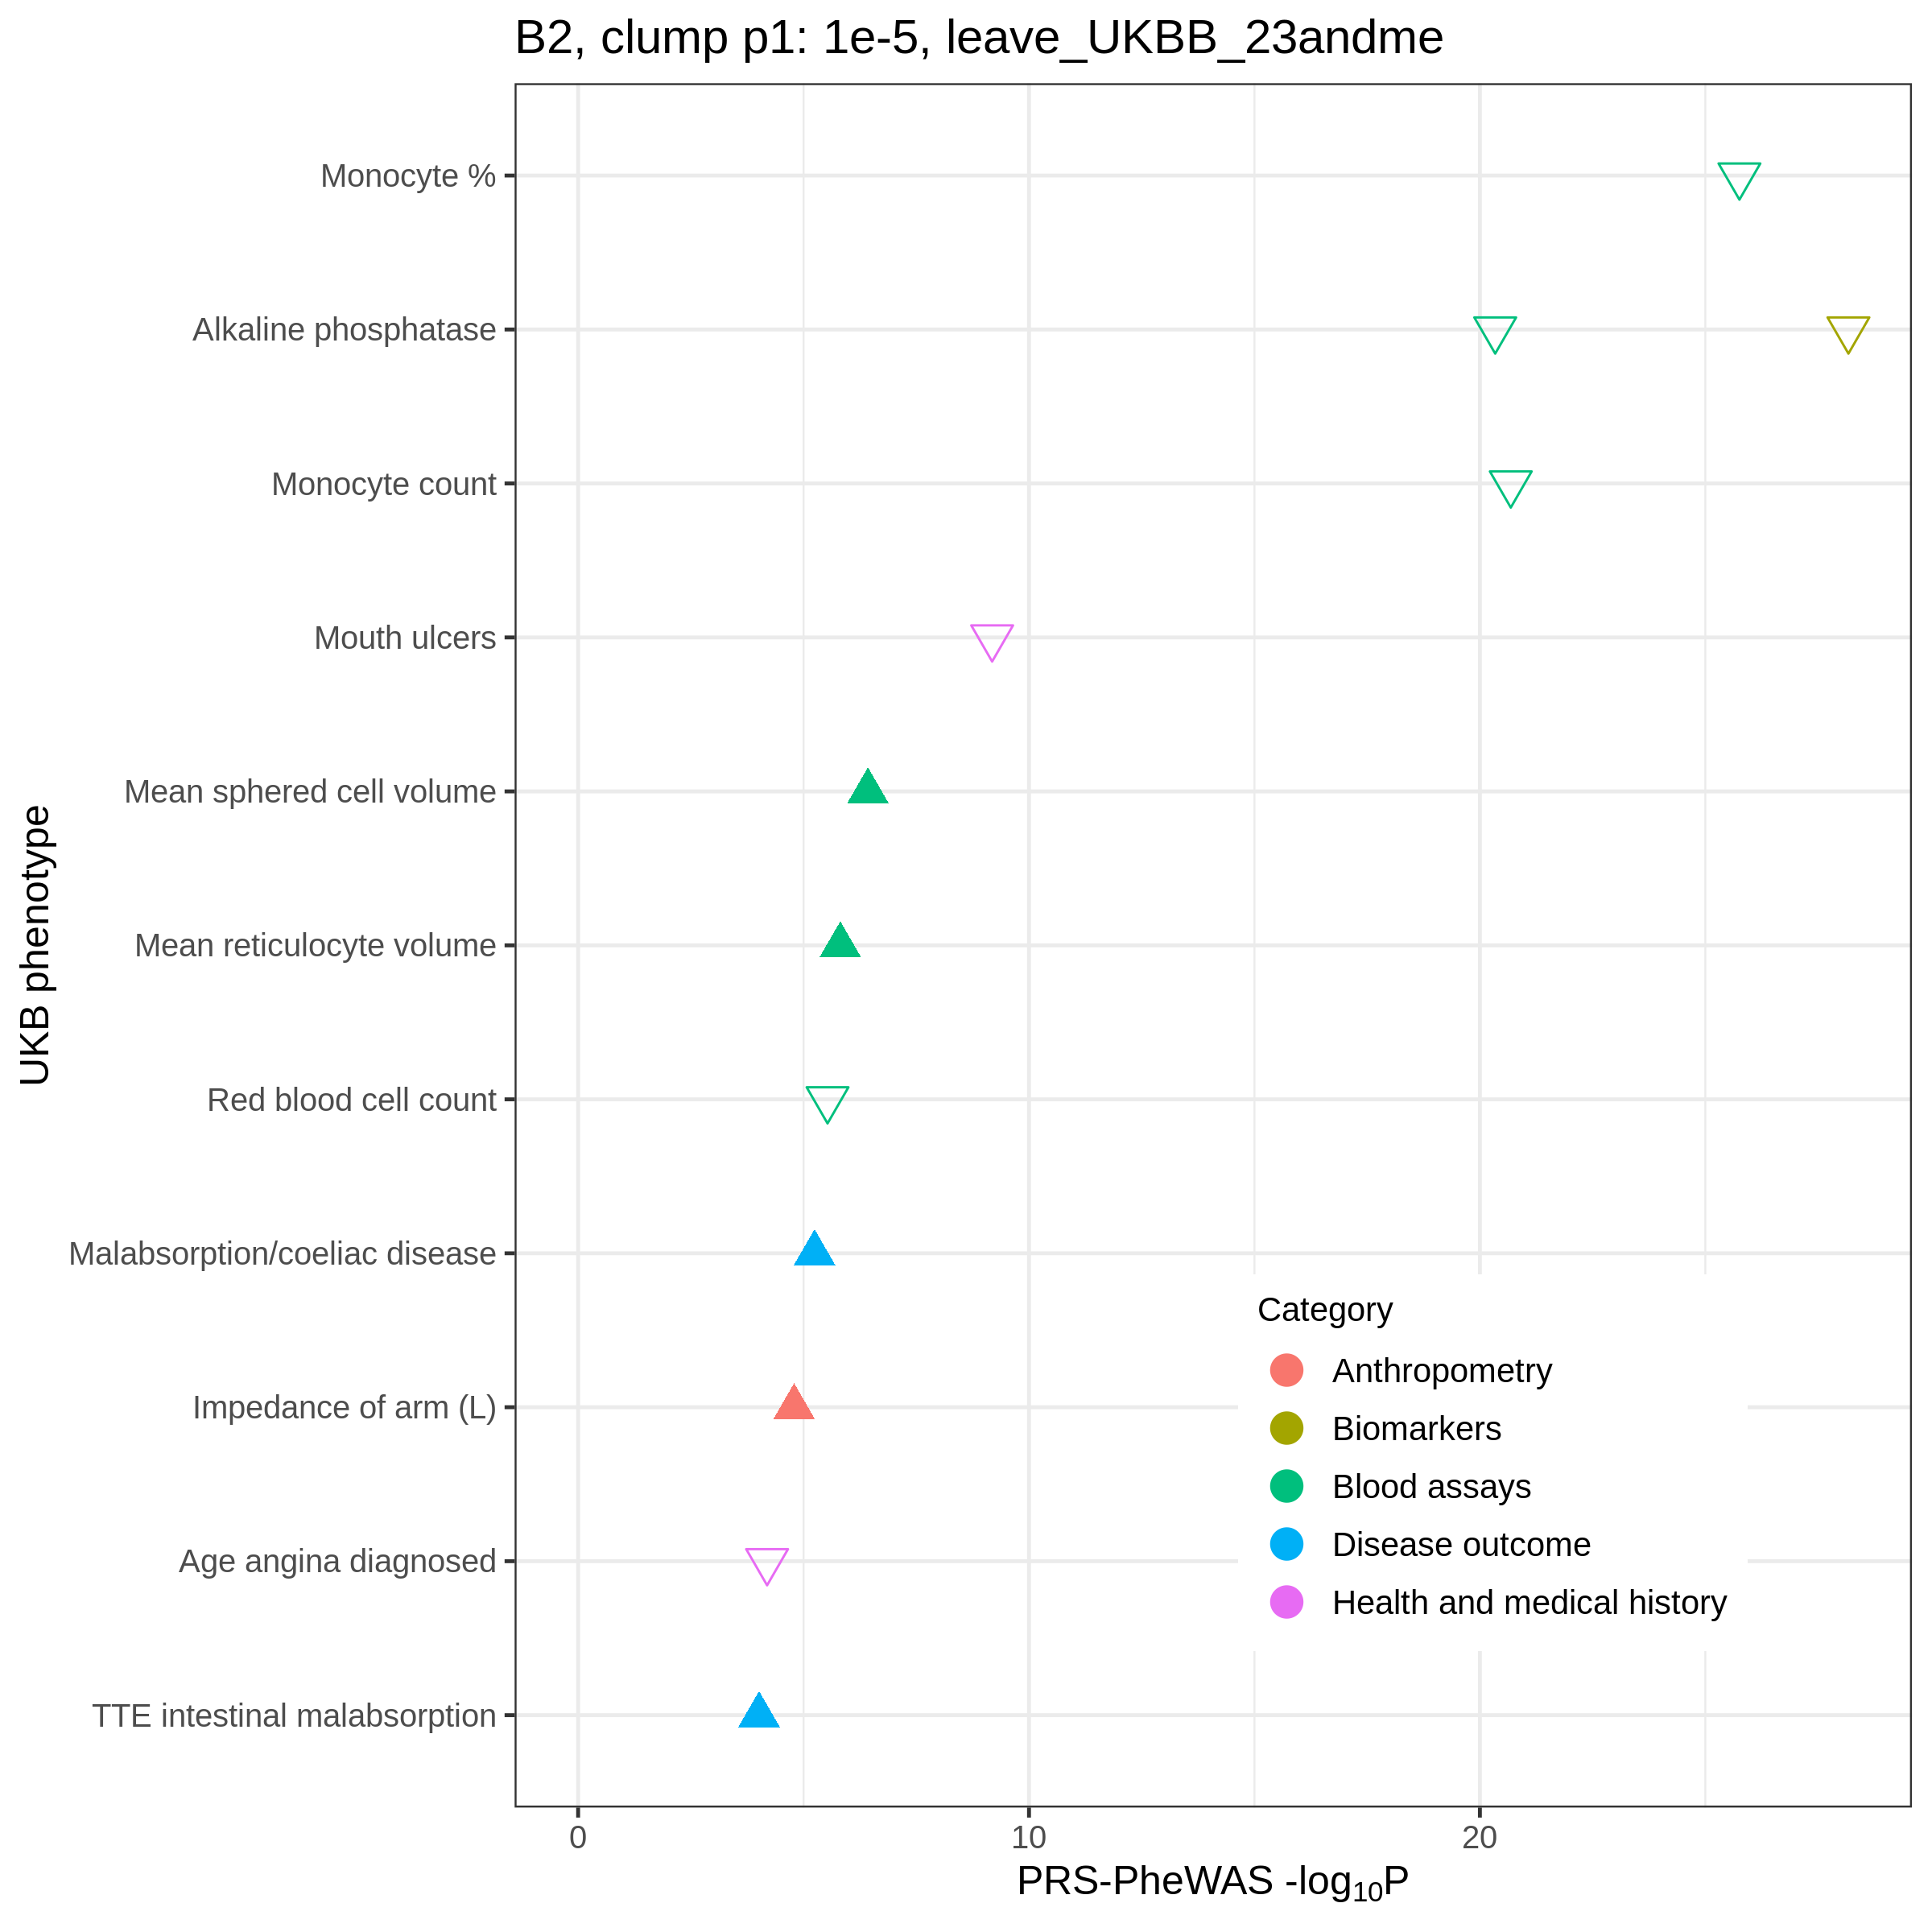 B2, clump p1: 1e-5, leave_UKBB_23andme
Monocyte %
Alkaline phosphatase
Monocyte count
Mouth ulcers
Mean sphered cell volume
Mean reticulocyte volume
Red blood cell count
Malabsorption/coeliac disease
Impedance of arm (L)
Age angina diagnosed
TTE intestinal malabsorption
UKB phenotype
Category
Anthropometry
Biomarkers
Blood assays
Disease outcome
Health and medical history
0 10 20
PRS-PheWAS -log₁₀P